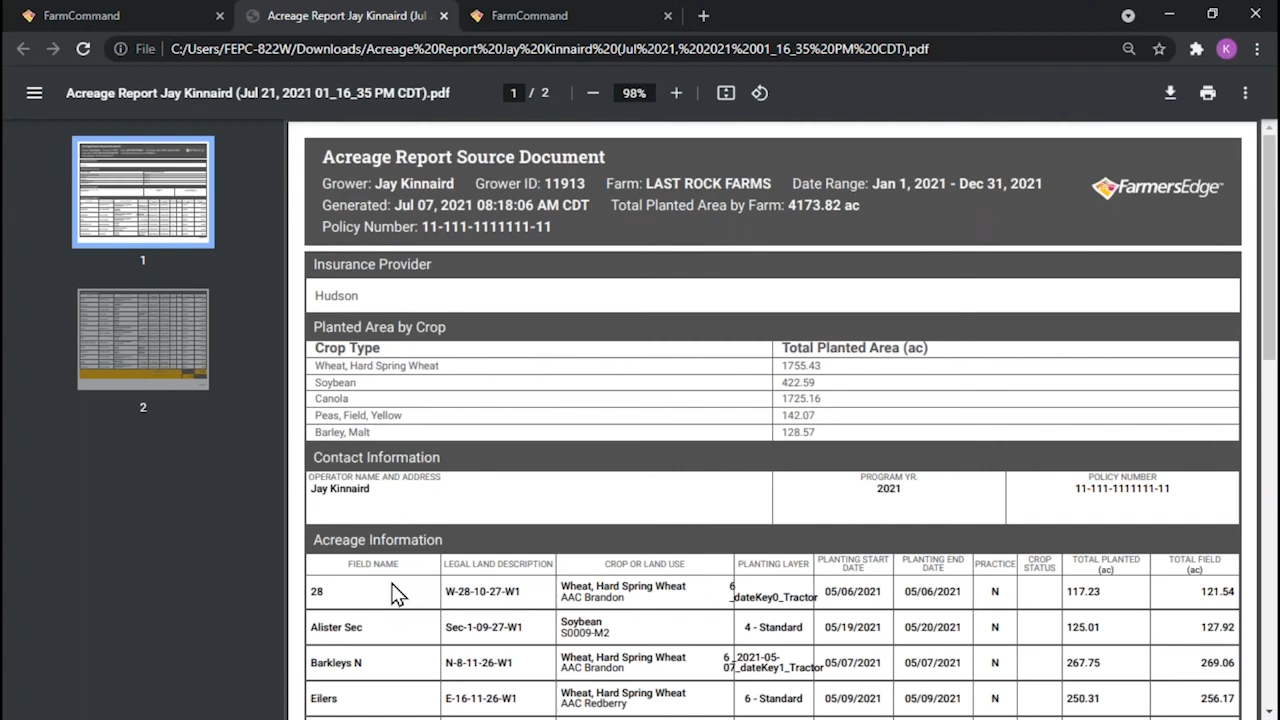 FarmCommand
Acreage Report Jay Kinnaird (Jul
FarmCommand
File
C:/Users/FEPC-822W/Downloads/Acreage%20Report%20Jay%20Kinnaird%20(Jul%2021,%202021%2001_16_35%20PM%20CDT).pdf
K
Acreage Report Jay Kinnaird (Jul 21, 2021 01_16_35 PM CDT).pdf
1 / 2
98%
1
2
Acreage Report Source Document
Grower: Jay Kinnaird Grower ID: 11913 Farm: LAST ROCK FARMS Date Range: Jan 1, 2021 - Dec 31, 2021
Generated: Jul 07, 2021 08:18:06 AM CDT Total Planted Area by Farm: 4173.82 ac
Policy Number: 11-111-1111111-11
FarmersEdge
Insurance Provider
Hudson
Planted Area by Crop
Crop Type Total Planted Area (ac)
Wheat, Hard Spring Wheat 1755.43
Soybean 422.59
Canola 1725.16
Peas, Field, Yellow 142.07
Barley, Malt 128.57
Contact Information
OPERATOR NAME AND ADDRESS PROGRAM YR. POLICY NUMBER
Jay Kinnaird 2021 11-111-1111111-11
Acreage Information
FIELD NAME LEGAL LAND DESCRIPTION CROP OR LAND USE PLANTING LAYER PLANTING START DATE PLANTING END DATE PRACTICE CROP STATUS TOTAL PLANTED (ac) TOTAL FIELD (ac)
28 W-28-10-27-W1 Wheat, Hard Spring Wheat AAC Brandon 6 _dateKey0_Tractor 05/06/2021 05/06/2021 N 117.23 121.54
Alister Sec Sec-1-09-27-W1 Soybean S0009-M2 4 - Standard 05/19/2021 05/20/2021 N 125.01 127.92
Barkleys N N-8-11-26-W1 Wheat, Hard Spring Wheat AAC Brandon 6_2021-05-07_dateKey1_Tractor 05/07/2021 05/07/2021 N 267.75 269.06
Eilers E-16-11-26-W1 Wheat, Hard Spring Wheat AAC Redberry 6 - Standard 05/09/2021 05/09/2021 N 250.31 256.17